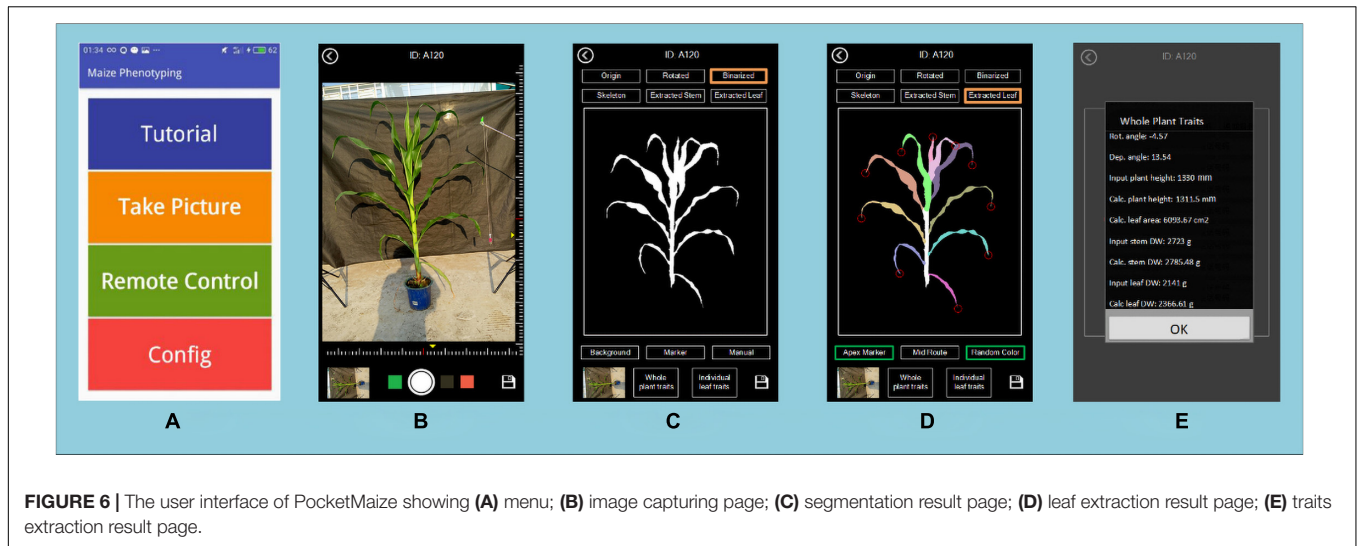 01:34 62
Maize Phenotyping
Tutorial
Take Picture
Remote Control
Config
A
ID: A120
B
ID: A120
Origin Rotated Binarized
Skeleton Extracted Stem Extracted Leaf
Background Marker Manual
Whole plant traits Individual leaf traits
C
ID: A120
Origin Rotated Binarized
Skeleton Extracted Stem Extracted Leaf
Apex Marker Mid Route Random Color
Whole plant traits Individual leaf traits
D
ID: A120
Whole Plant Traits
Rot. angle: -4.57
Dep. angle: 13.54
Input plant height: 1330 mm
Calc. plant height: 1311.5 mm
Calc. leaf area: 6093.67 cm2
Input stem DW: 2723 g
Calc. stem DW: 2785.48 g
Input leaf DW: 2141 g
Calc leaf DW: 2366.61 g
OK
E
FIGURE 6 | The user interface of PocketMaize showing (A) menu; (B) image capturing page; (C) segmentation result page; (D) leaf extraction result page; (E) traits
extraction result page.